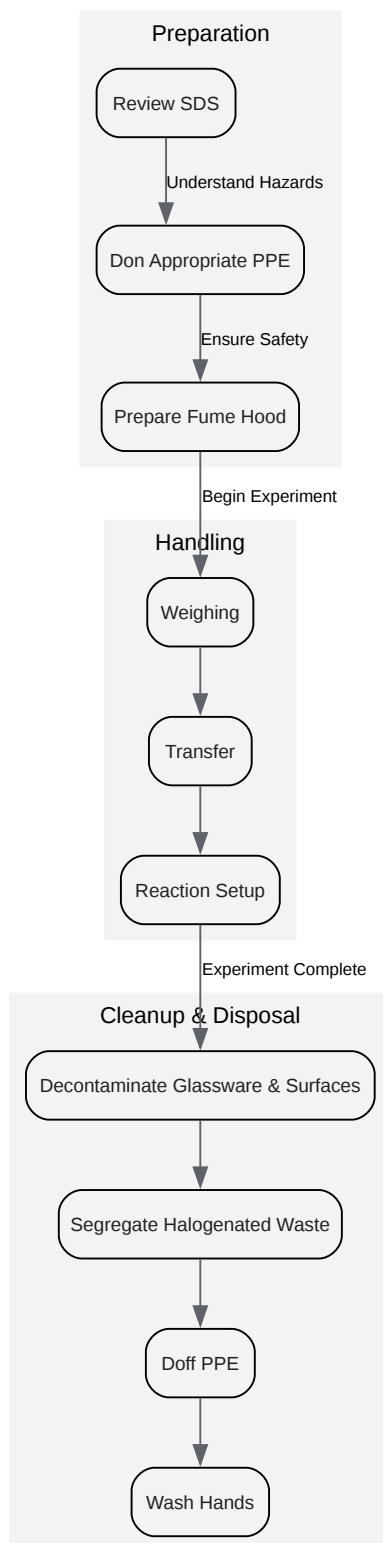 Preparation
Review SDS
Understand Hazards
Don Appropriate PPE
Ensure Safety
Prepare Fume Hood
Begin Experiment
Handling
Weighing
Transfer
Reaction Setup
Experiment Complete
Cleanup & Disposal
Decontaminate Glassware & Surfaces
Segregate Halogenated Waste
Doff PPE
Wash Hands